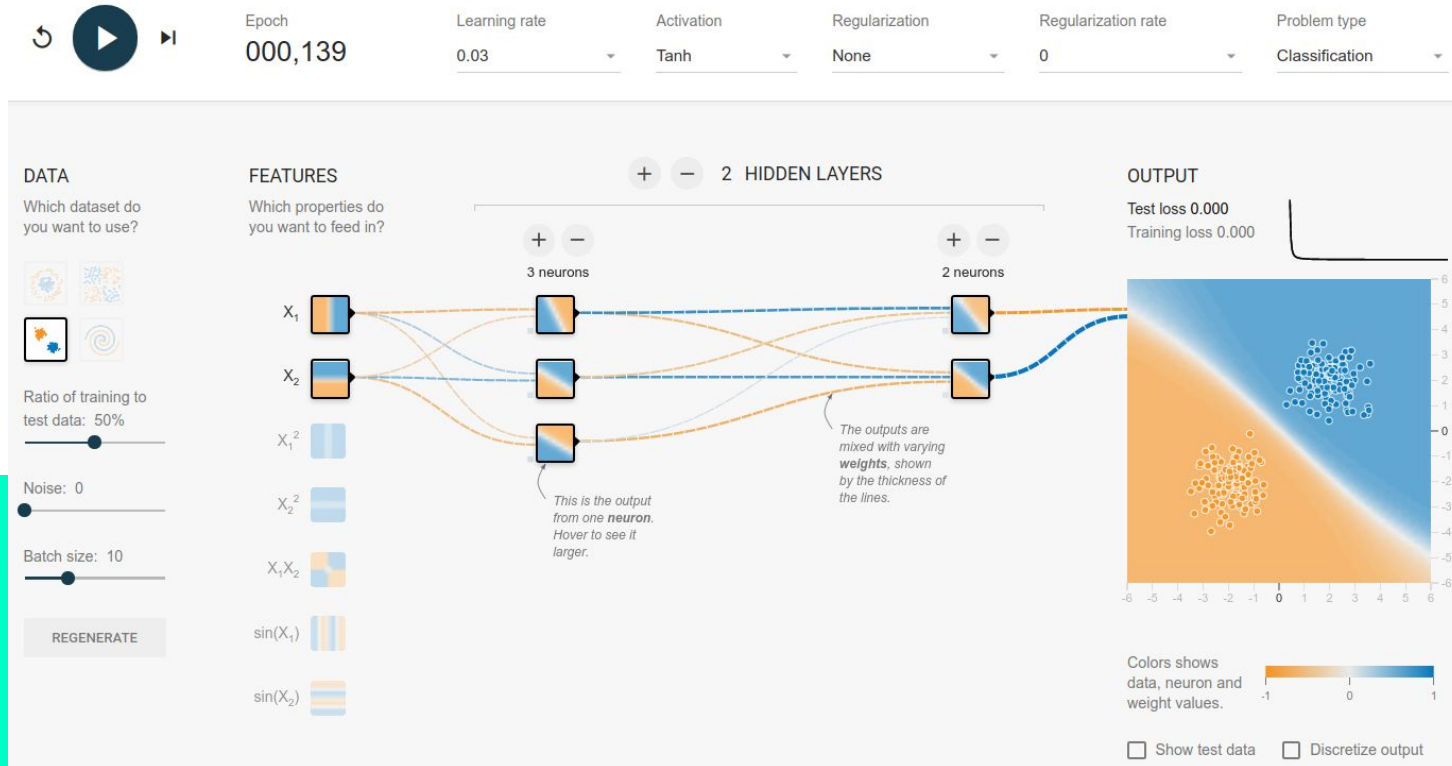 Epoch
000,139
Learning rate
0.03
Activation
Tanh
Regularization
None
Regularization rate
0
Problem type
Classification
DATA
Which dataset do
you want to use?
Ratio of training to
test data: 50%
Noise: 0
Batch size: 10
REGENERATE
FEATURES
Which properties do
you want to feed in?
X₁
X₂
X₁²
X₂²
X₁X₂
sin(X₁)
sin(X₂)
+ − 2 HIDDEN LAYERS
+ −
3 neurons
+ −
2 neurons
This is the output
from one neuron.
Hover to see it
larger.
The outputs are
mixed with varying
weights, shown
by the thickness of
the lines.
OUTPUT
Test loss 0.000
Training loss 0.000
6
5
4
3
2
1
0
-1
-2
-3
-4
-5
-6
-6 -5 -4 -3 -2 -1 0 1 2 3 4 5 6
Colors shows
data, neuron and
weight values.
-1 0 1
Show test data
Discretize output